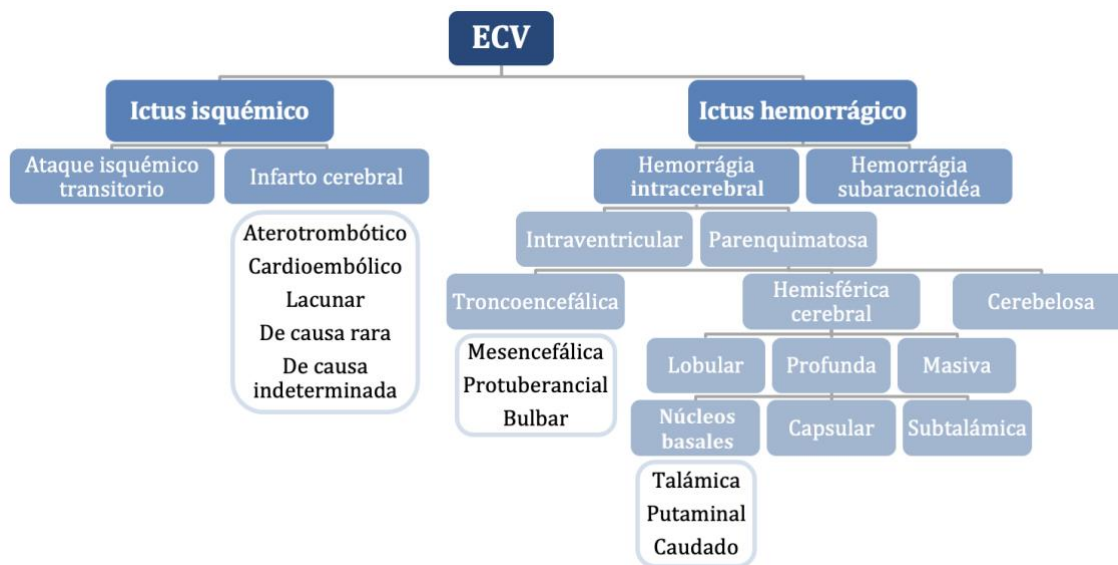 ECV
Ictus isquémico
Ictus hemorrágico
Ataque isquémico
transitorio
Infarto cerebral
Hemorrágia
intracerebral
Hemorrágia
subaracnoidéa
Aterotrombótico
Cardioembólico
Lacunar
De causa rara
De causa
indeterminada
Intraventricular
Parenquimatosa
Troncoencefálica
Hemisférica
cerebral
Cerebelosa
Mesencefálica
Protuberancial
Bulbar
Lobular
Profunda
Masiva
Núcleos
basales
Capsular
Subtalámica
Talámica
Putaminal
Caudado